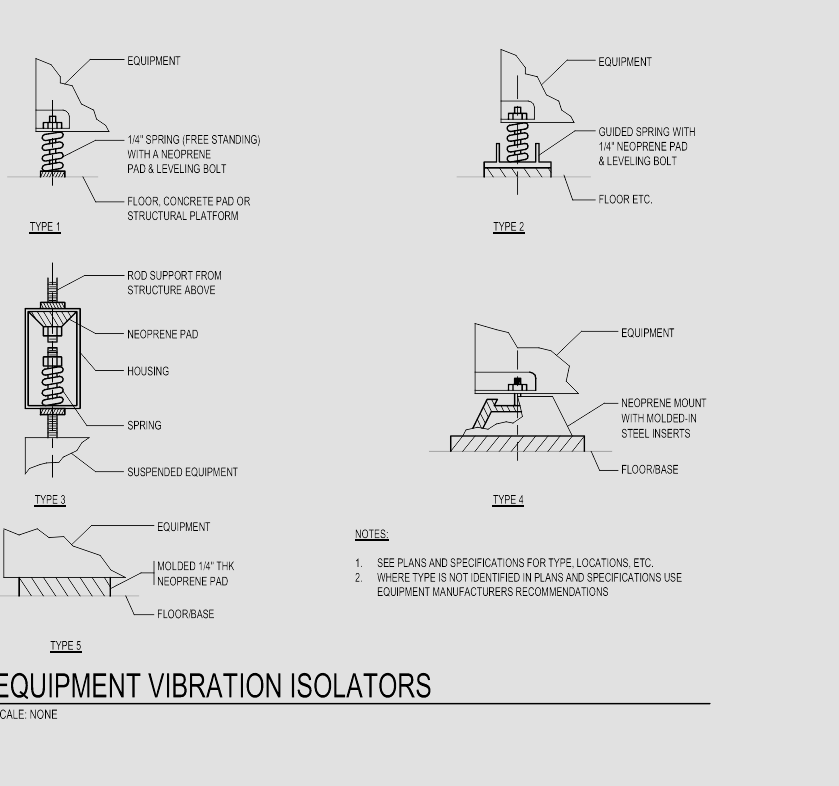 EQUIPMENT
1/4" SPRING (FREE STANDING)
WITH A NEOPRENE
PAD & LEVELING BOLT
FLOOR, CONCRETE PAD OR
STRUCTURAL PLATFORM
TYPE 1
EQUIPMENT
GUIDED SPRING WITH
1/4" NEOPRENE PAD
& LEVELING BOLT
FLOOR ETC.
TYPE 2
ROD SUPPORT FROM
STRUCTURE ABOVE
NEOPRENE PAD
HOUSING
SPRING
SUSPENDED EQUIPMENT
TYPE 3
EQUIPMENT
NEOPRENE MOUNT
WITH MOLDED-IN
STEEL INSERTS
FLOOR/BASE
TYPE 4
EQUIPMENT
MOLDED 1/4" THK
NEOPRENE PAD
FLOOR/BASE
TYPE 5
NOTES:
1. SEE PLANS AND SPECIFICATIONS FOR TYPE, LOCATIONS, ETC.
2. WHERE TYPE IS NOT IDENTIFIED IN PLANS AND SPECIFICATIONS USE
EQUIPMENT MANUFACTURERS RECOMMENDATIONS
EQUIPMENT VIBRATION ISOLATORS
CALE: NONE